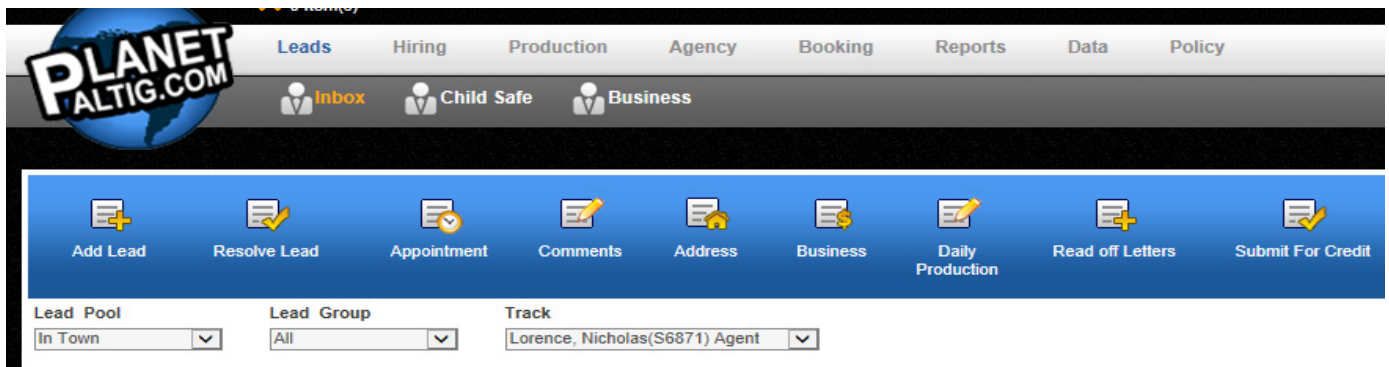 PLANET
ALTIG.COM
Leads Hiring Production Agency Booking Reports Data Policy
Inbox Child Safe Business
Add Lead Resolve Lead Appointment Comments Address Business Daily Production Read off Letters Submit For Credit
Lead Pool Lead Group Track
In Town All Lorence, Nicholas(S6871) Agent